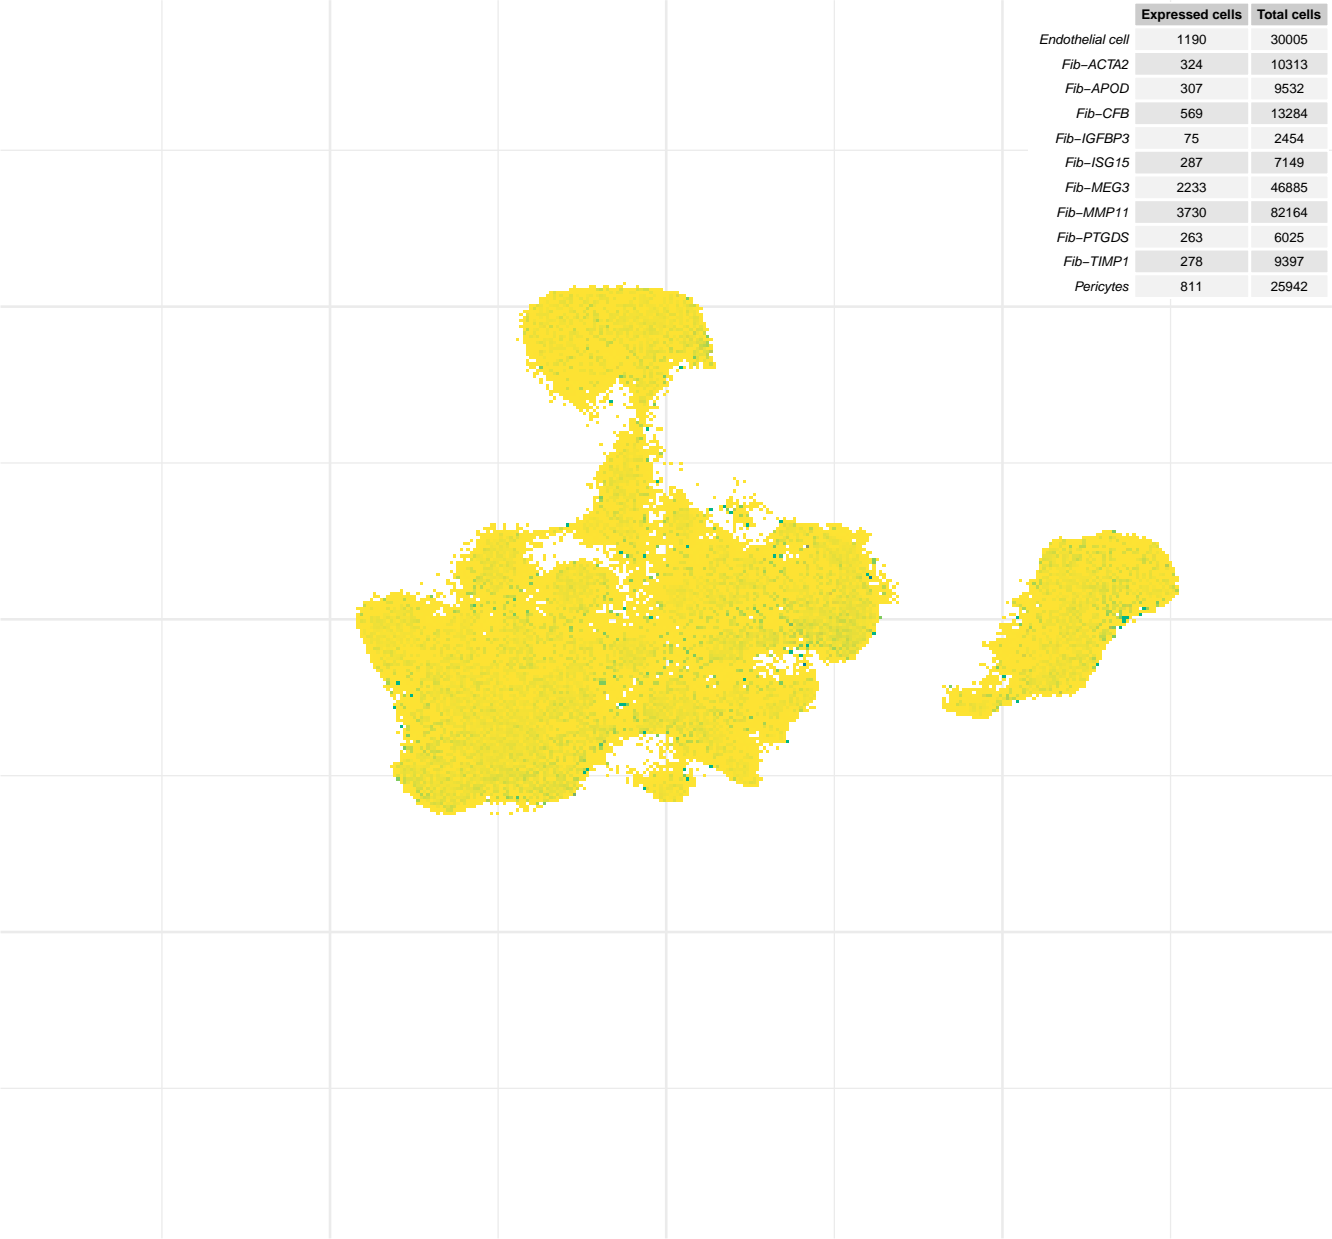 Expressed cells Total cells
Endothelial cell 1190 30005
Fib−ACTA2 324 10313
Fib−APOD 307 9532
Fib−CFB 569 13284
Fib−IGFBP3 75 2454
Fib−ISG15 287 7149
Fib−MEG3 2233 46885
Fib−MMP11 3730 82164
Fib−PTGDS 263 6025
Fib−TIMP1 278 9397
Pericytes 811 25942